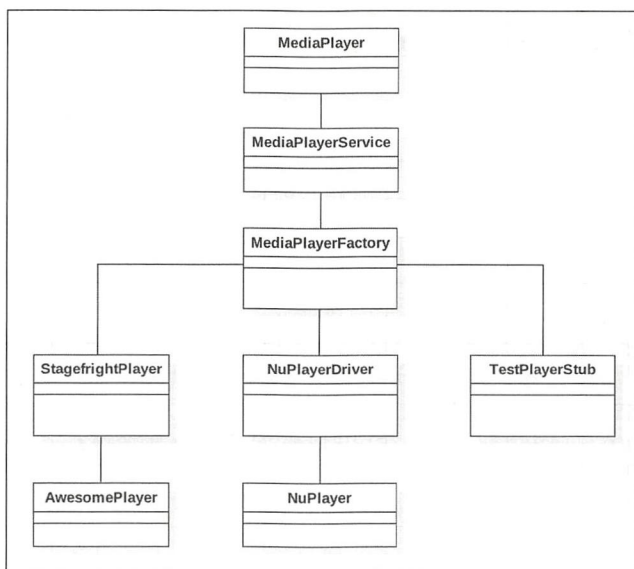 MediaPlayer
MediaPlayerService
MediaPlayerFactory
StagefrightPlayer
NuPlayerDriver
TestPlayerStub
AwesomePlayer
NuPlayer